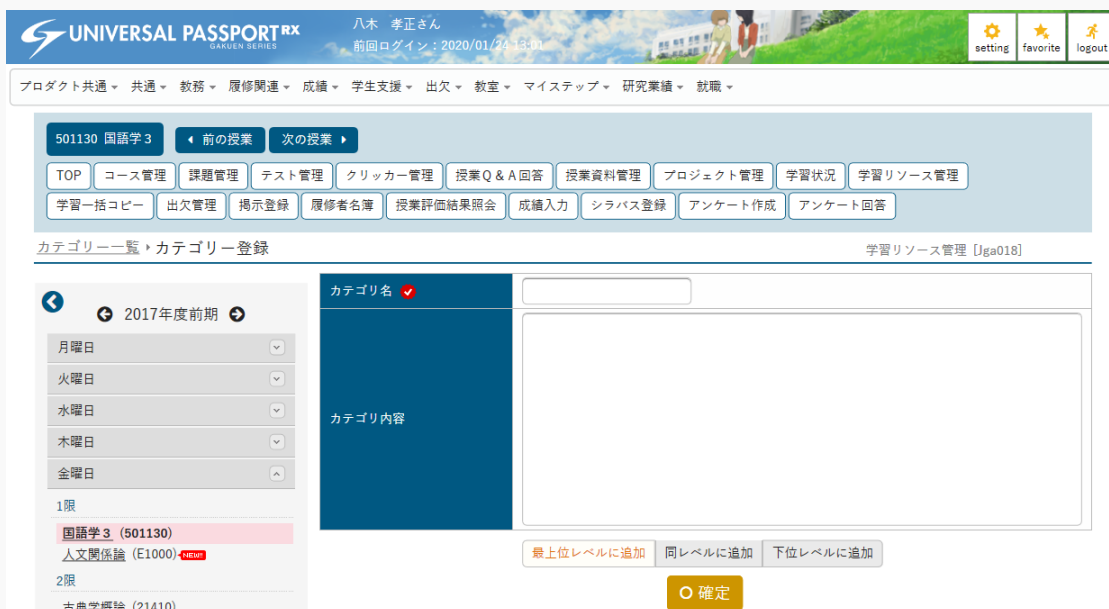 UNIVERSAL PASSPORT RX
GAKUEN SERIES
八木 孝正さん
前回ログイン：2020/01/24 13:01
setting
favorite
logout
プロダクト共通 共通 教務 履修関連 成績 学生支援 出欠 教室 マイステップ 研究業績 就職
501130 国語学３ 前の授業 次の授業
TOP コース管理 課題管理 テスト管理 クリッカー管理 授業Ｑ＆Ａ回答 授業資料管理 プロジェクト管理 学習状況 学習リソース管理
学習一括コピー 出欠管理 掲示登録 履修者名簿 授業評価結果照会 成績入力 シラバス登録 アンケート作成 アンケート回答
カテゴリー一覧 カテゴリー登録
学習リソース管理［Jga018］
2017年度前期
月曜日
火曜日
水曜日
木曜日
金曜日
1限
国語学３（501130）
人文関係論（E1000） NEW!!
2限
古典学概論（21410）
カテゴリ名
カテゴリ内容
最上位レベルに追加 同レベルに追加 下位レベルに追加
確定